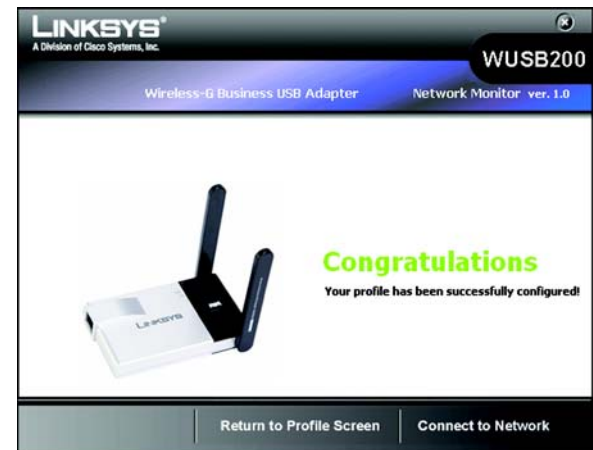 LINKSYS®
A Division of Cisco Systems, Inc.
WUSB200
Wireless-G Business USB Adapter
Network Monitor ver. 1.0
LINKSYS
Congratulations
Your profile has been successfully configured!
Return to Profile Screen
Connect to Network